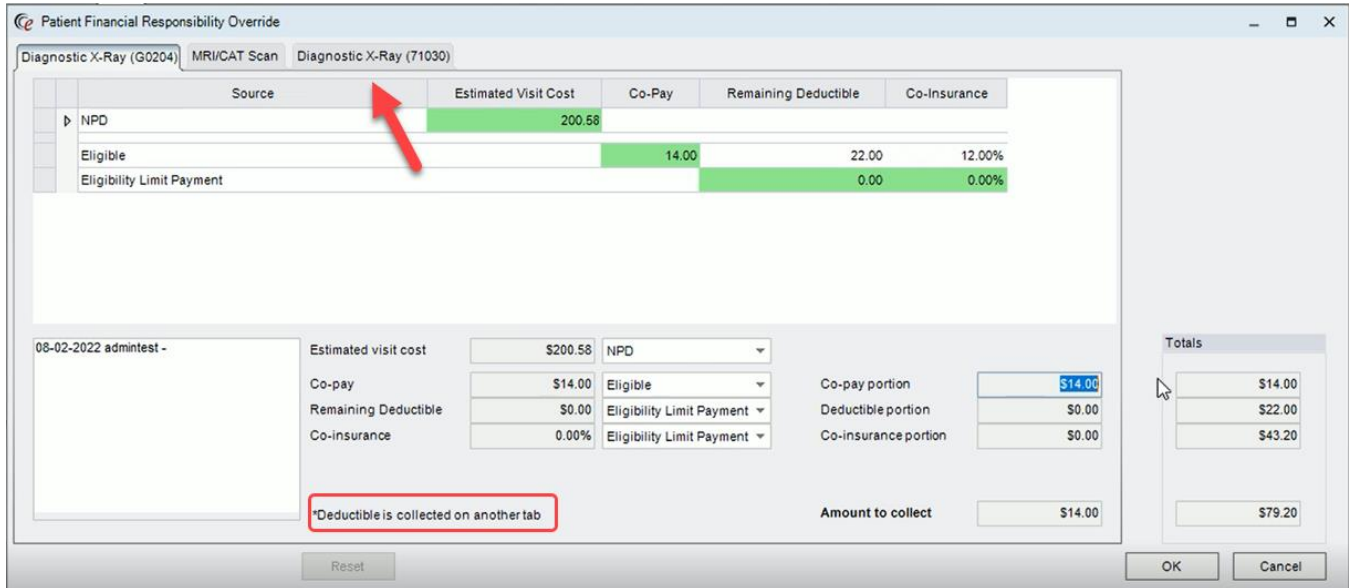 Patient Financial Responsibility Override
Diagnostic X-Ray (G0204) MRI/CAT Scan Diagnostic X-Ray (71030)
Source Estimated Visit Cost Co-Pay Remaining Deductible Co-Insurance
NPD 200.58
Eligible 14.00 22.00 12.00%
Eligibility Limit Payment 0.00 0.00%
08-02-2022 admintest -
Estimated visit cost $200.58 NPD
Totals
Co-pay $14.00 Eligible Co-pay portion $14.00 $14.00
Remaining Deductible $0.00 Eligibility Limit Payment Deductible portion $0.00 $22.00
Co-insurance 0.00% Eligibility Limit Payment Co-insurance portion $0.00 $43.20
*Deductible is collected on another tab Amount to collect $14.00 $79.20
Reset OK Cancel